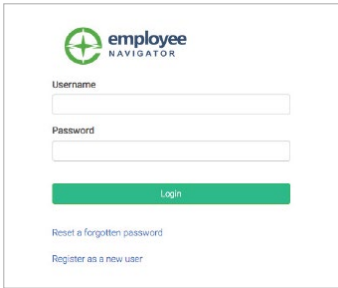 employee
NAVIGATOR
Username
Password
Login
Reset a forgotten password
Register as a new user